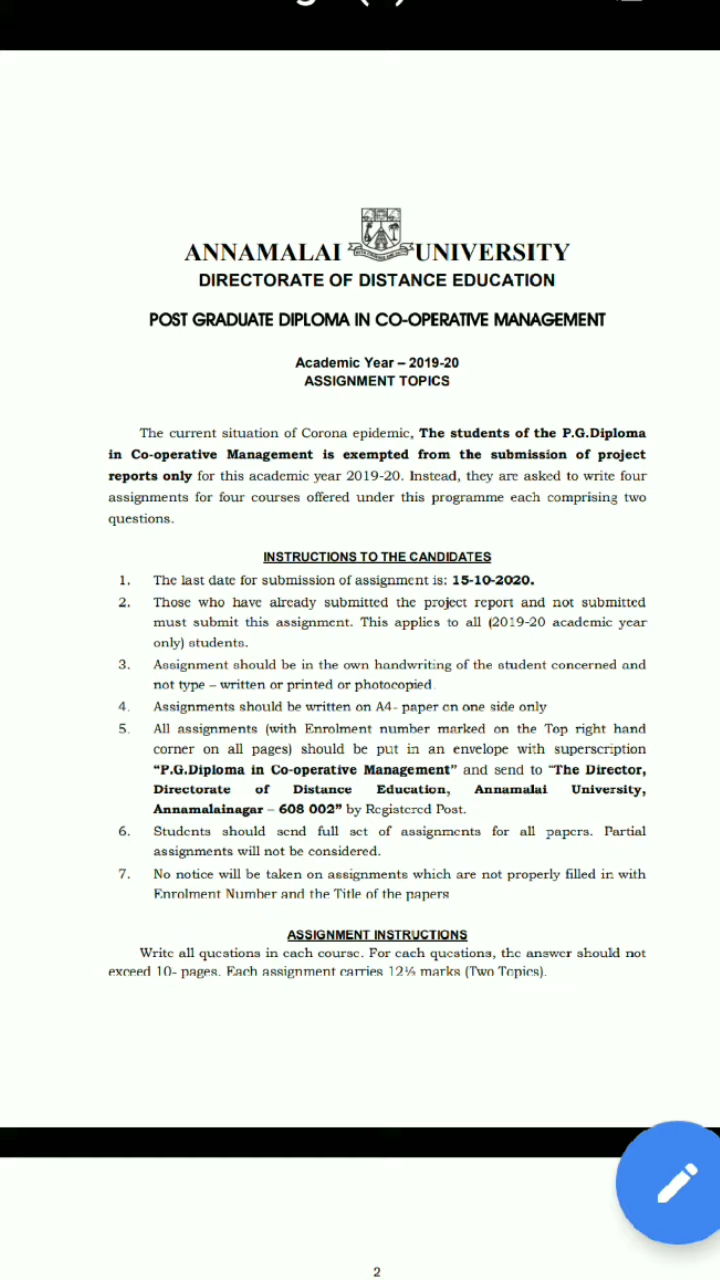 ANNAMALAI UNIVERSITY
DIRECTORATE OF DISTANCE EDUCATION
POST GRADUATE DIPLOMA IN CO-OPERATIVE MANAGEMENT
Academic Year – 2019-20
ASSIGNMENT TOPICS
The current situation of Corona epidemic, The students of the P.G.Diploma
in Co-operative Management is exempted from the submission of project
reports only for this academic year 2019-20. Instead, they are asked to write four
assignments for four courses offered under this programme each comprising two
questions.
INSTRUCTIONS TO THE CANDIDATES
1. The last date for submission of assignment is: 15-10-2020.
2. Those who have already submitted the project report and not submitted
must submit this assignment. This applies to all (2019-20 academic year
only) students.
3. Assignment should be in the own handwriting of the student concerned and
not type – written or printed or photocopied.
4. Assignments should be written on A4- paper on one side only
5. All assignments (with Enrolment number marked on the Top right hand
corner on all pages) should be put in an envelope with superscription
“P.G.Diploma in Co-operative Management” and send to “The Director,
Directorate of Distance Education, Annamalai University,
Annamalainagar – 608 002” by Registered Post.
6. Students should send full set of assignments for all papers. Partial
assignments will not be considered.
7. No notice will be taken on assignments which are not properly filled in with
Enrolment Number and the Title of the papers
ASSIGNMENT INSTRUCTIONS
Write all questions in each course. For each questions, the answer should not
exceed 10- pages. Each assignment carries 12½ marks (Two Topics).
2